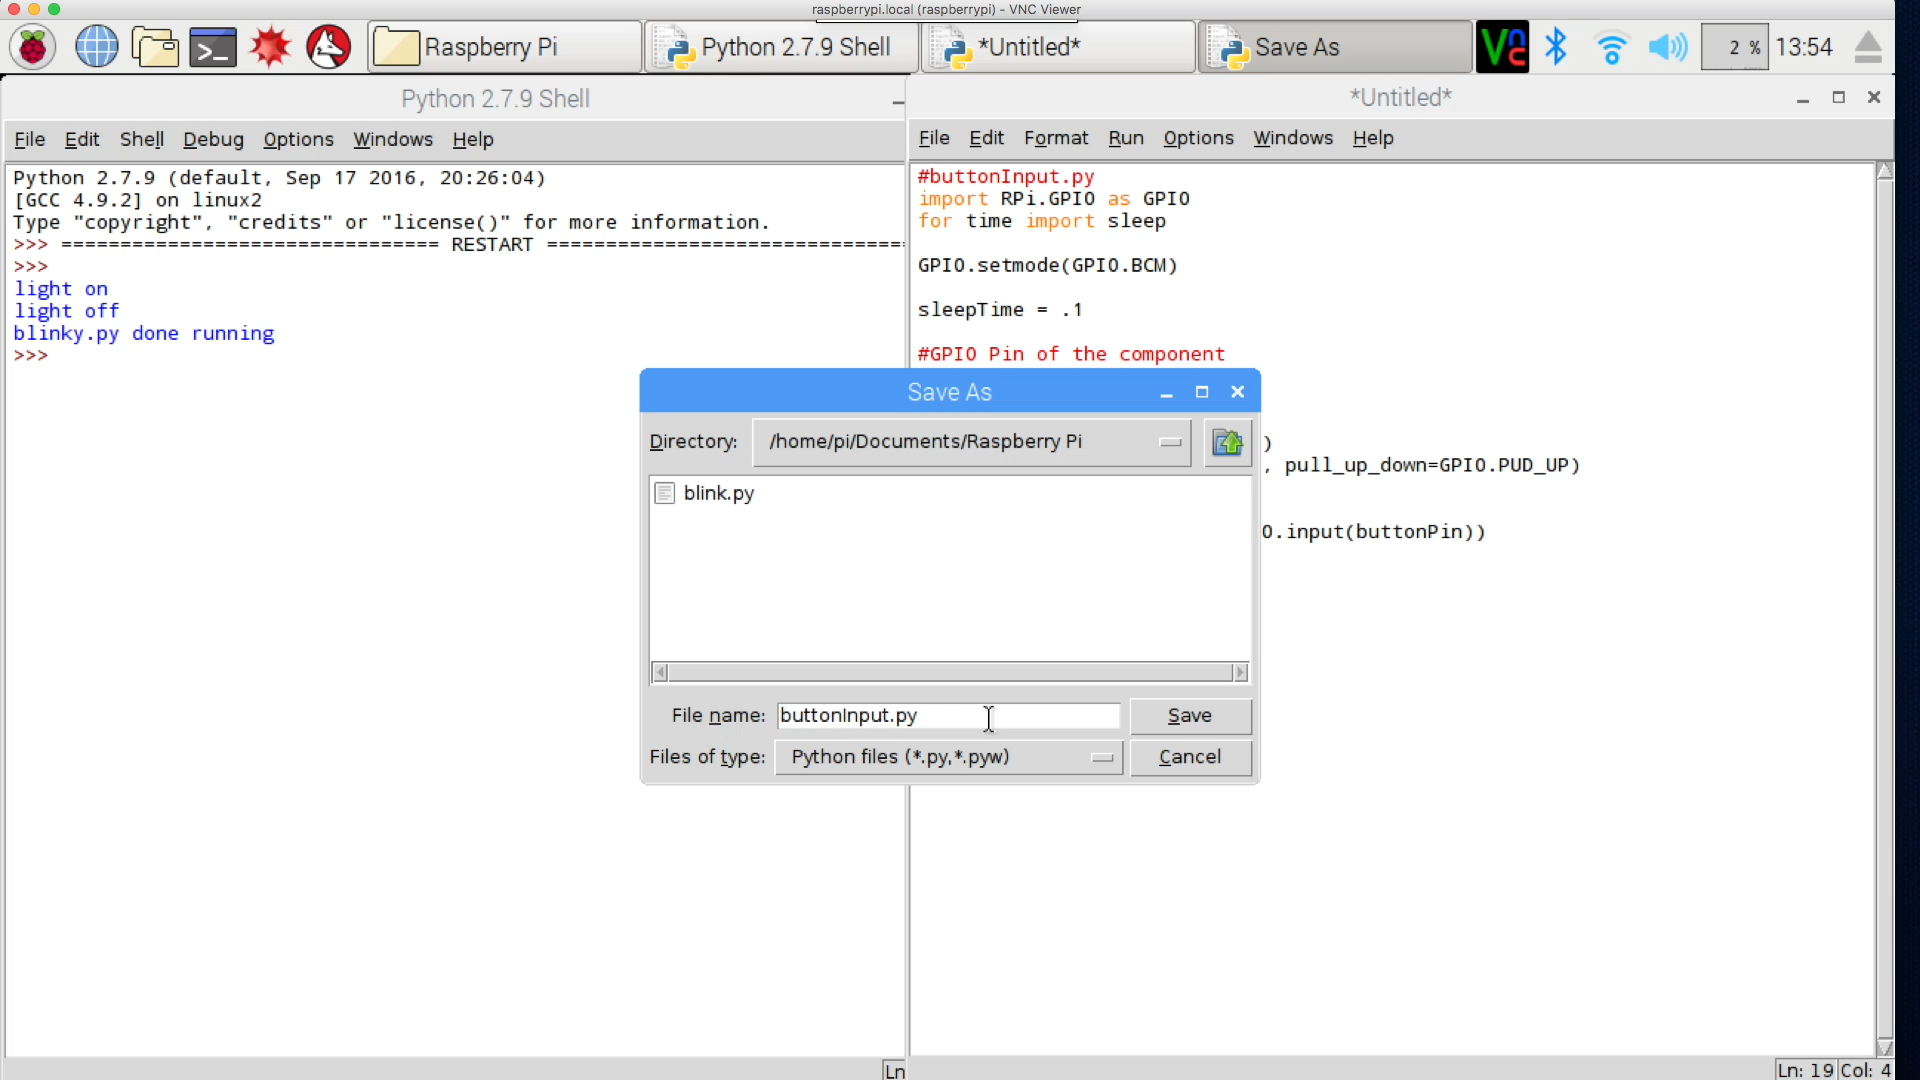 raspberrypi.local (raspberrypi) - VNC Viewer
Raspberry Pi
Python 2.7.9 Shell
*Untitled*
Save As
2 %
13:54
Python 2.7.9 Shell
File Edit Shell Debug Options Windows Help
Python 2.7.9 (default, Sep 17 2016, 20:26:04)
[GCC 4.9.2] on linux2
Type "copyright", "credits" or "license()" for more information.
>>> ================================ RESTART ================================
>>>
light on
light off
blinky.py done running
>>>
Ln
*Untitled*
File Edit Format Run Options Windows Help
#buttonInput.py
import RPi.GPIO as GPIO
for time import sleep
GPIO.setmode(GPIO.BCM)
sleepTime = .1
#GPIO Pin of the component
)
, pull_up_down=GPIO.PUD_UP)
O.input(buttonPin))
Ln: 19 Col: 4
Save As
Directory: /home/pi/Documents/Raspberry Pi
blink.py
File name: buttonInput.py
Save
Files of type: Python files (*.py,*.pyw)
Cancel